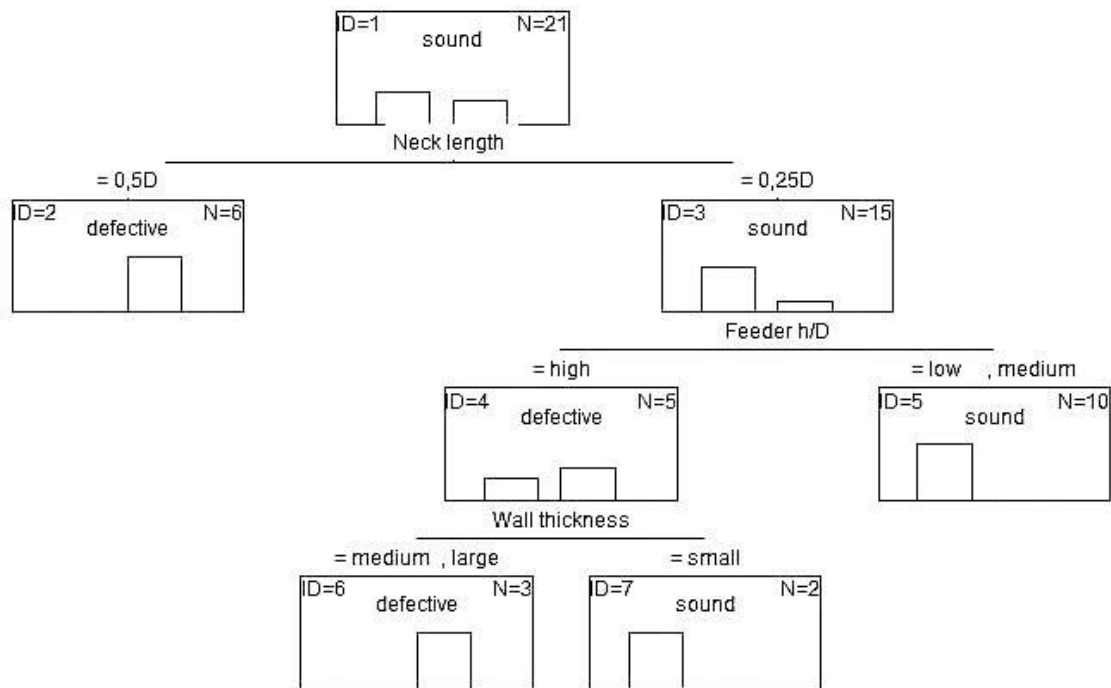 ID=1 N=21
sound
Neck length
= 0,5D = 0,25D
ID=2 N=6 ID=3 N=15
defective sound
Feeder h/D
= high = low , medium
ID=4 N=5 ID=5 N=10
defective sound
Wall thickness
= medium , large = small
ID=6 N=3 ID=7 N=2
defective sound